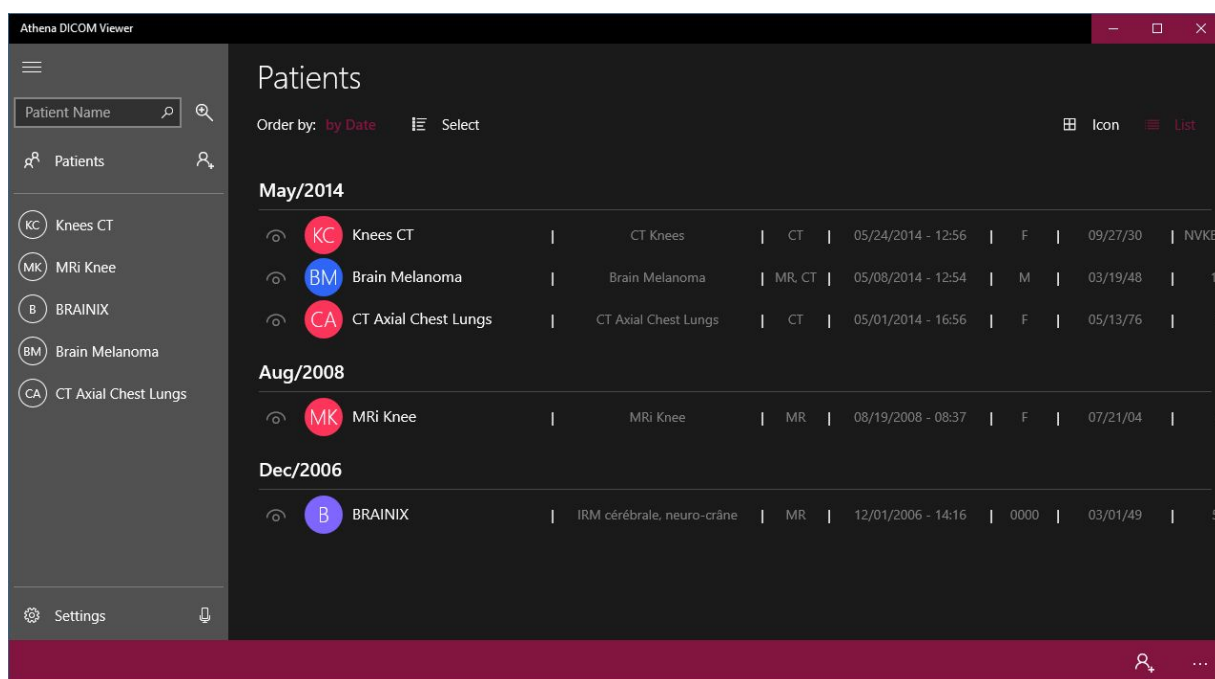 Athena DICOM Viewer
Patient Name
Patients
KC Knees CT
MK MRi Knee
B BRAINIX
BM Brain Melanoma
CA CT Axial Chest Lungs
Settings
Patients
Order by: by Date Select Icon List
May/2014
KC Knees CT | CT Knees | CT | 05/24/2014 - 12:56 | F | 09/27/30 |
BM Brain Melanoma | Brain Melanoma | MR, CT | 05/08/2014 - 12:54 | M | 03/19/48 |
CA CT Axial Chest Lungs | CT Axial Chest Lungs | CT | 05/01/2014 - 16:56 | F | 05/13/76 |
Aug/2008
MK MRi Knee | MRi Knee | MR | 08/19/2008 - 08:37 | F | 07/21/04 |
Dec/2006
B BRAINIX | IRM cérébrale, neuro-crâne | MR | 12/01/2006 - 14:16 | 0000 | 03/01/49 |